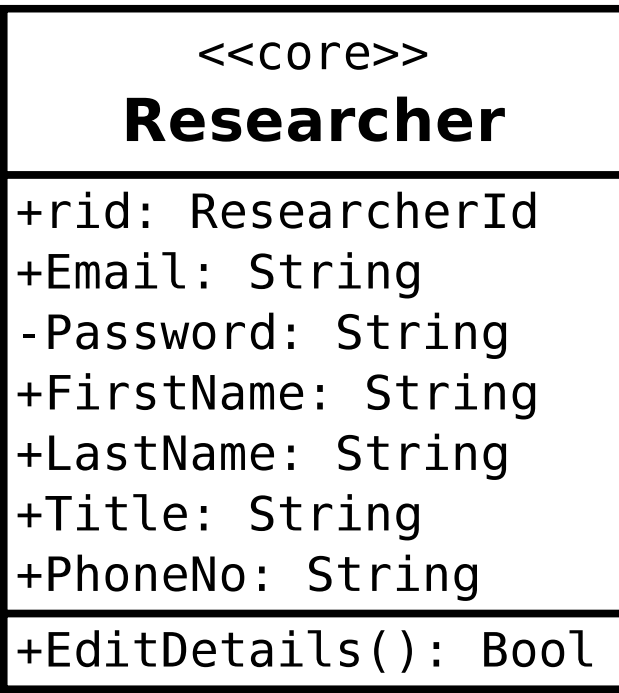 <<core>>
Researcher
+rid: ResearcherId
+Email: String
-Password: String
+FirstName: String
+LastName: String
+Title: String
+PhoneNo: String
+EditDetails(): Bool